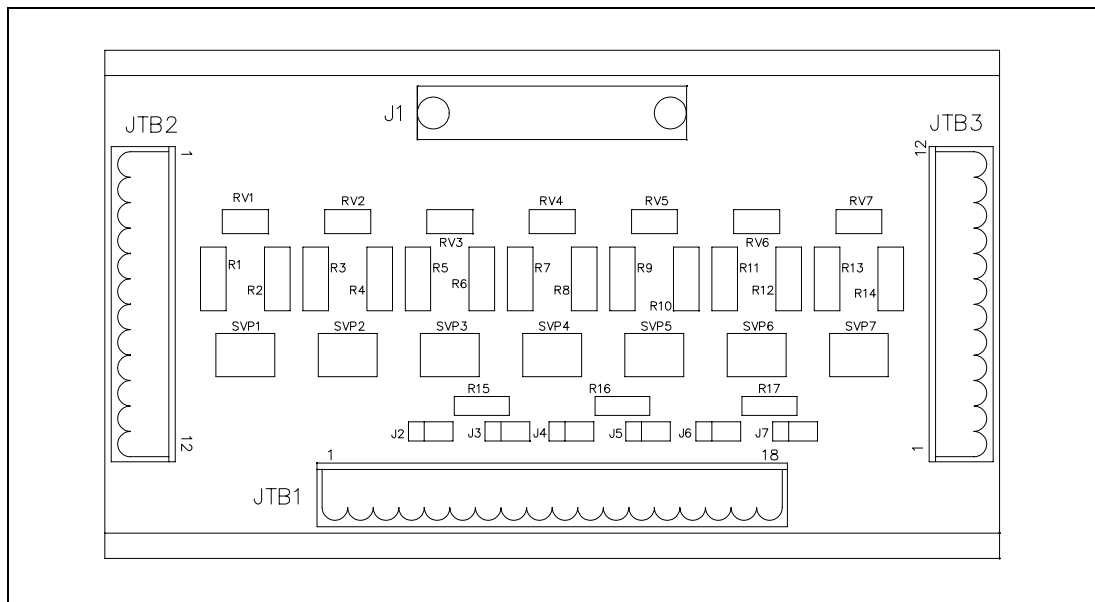 J1
JTB2
JTB3
1
12
RV1
RV2
RV4
RV5
RV7
RV3
RV6
R1
R3
R5
R7
R9
R11
R13
R2
R4
R6
R8
R10
R12
R14
SVP1
SVP2
SVP3
SVP4
SVP5
SVP6
SVP7
R15
R16
R17
J2
J3
J4
J5
J6
J7
12
1
1
18
JTB1